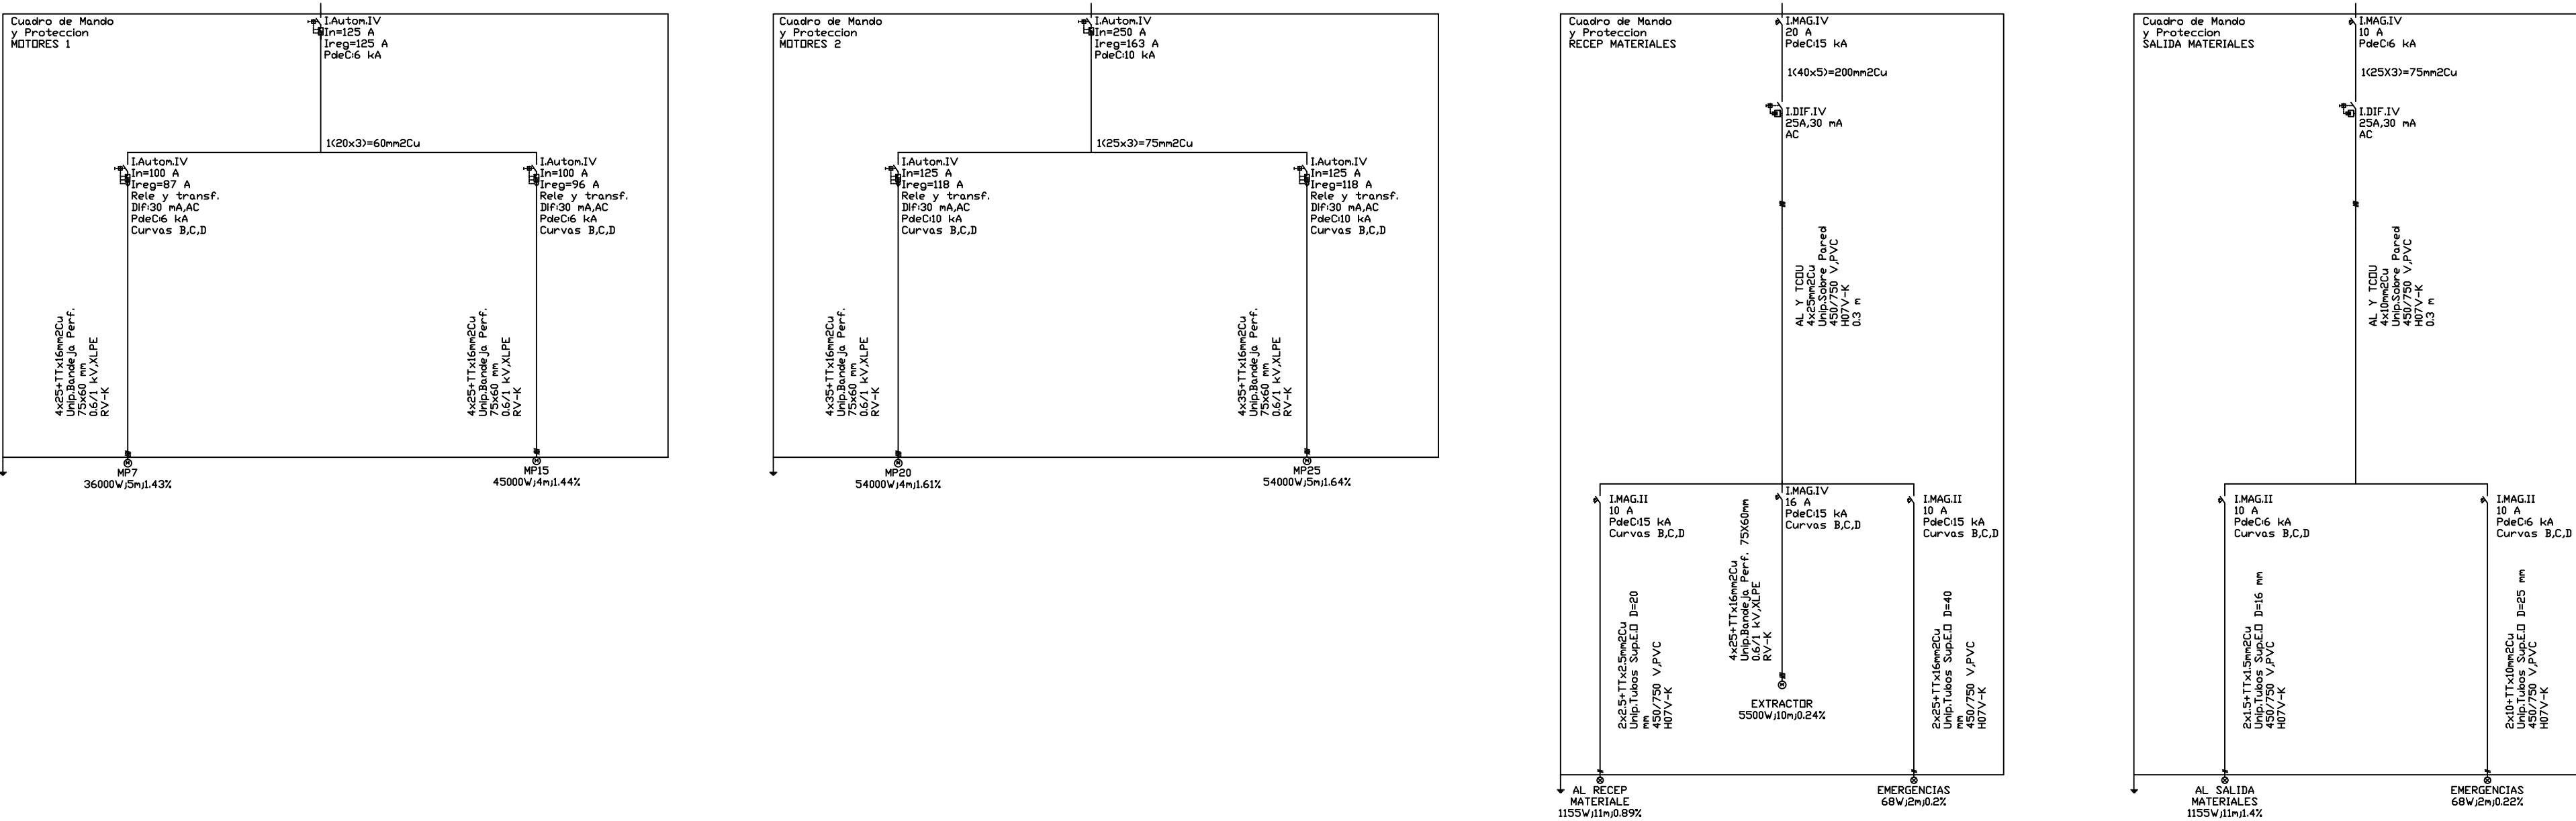 Cuadro de Mando
y Proteccion
MOTORES 1
I.Autom.IV
In=125 A
Ireg=125 A
PdeC:6 kA
1(20x3)=60mm2Cu
I.Autom.IV
In=100 A
Ireg=87 A
Rele y transf.
Dif:30 mA,AC
PdeC:6 kA
Curvas B,C,D
4x25+TTx16mm2Cu
Unip.Bandeja Perf.
75x60 mm
0.6/1 kV,XLPE
RV-K
MP7
36000W;5m;1.43%
I.Autom.IV
In=100 A
Ireg=96 A
Rele y transf.
Dif:30 mA,AC
PdeC:6 kA
Curvas B,C,D
4x25+TTx16mm2Cu
Unip.Bandeja Perf.
75x60 mm
0.6/1 kV,XLPE
RV-K
MP15
45000W;4m;1.44%
Cuadro de Mando
y Proteccion
MOTORES 2
I.Autom.IV
In=250 A
Ireg=163 A
PdeC:10 kA
1(25x3)=75mm2Cu
I.Autom.IV
In=125 A
Ireg=118 A
Rele y transf.
Dif:30 mA,AC
PdeC:10 kA
Curvas B,C,D
4x35+TTx16mm2Cu
Unip.Bandeja Perf.
75x60 mm
0.6/1 kV,XLPE
RV-K
MP20
54000W;4m;1.61%
I.Autom.IV
In=125 A
Ireg=118 A
Rele y transf.
Dif:30 mA,AC
PdeC:10 kA
Curvas B,C,D
4x35+TTx16mm2Cu
Unip.Bandeja Perf.
75x60 mm
0.6/1 kV,XLPE
RV-K
MP25
54000W;5m;1.64%
Cuadro de Mando
y Proteccion
RECEP MATERIALES
I.MAG.IV
20 A
PdeC:15 kA
1(40x5)=200mm2Cu
I.DIF.IV
25A,30 mA
AC
AL Y TCOU
4x25mm2Cu
Unip.Sobre Pared
450/750 V,PVC
H07V-K
0.3 m
I.MAG.II
10 A
PdeC:15 kA
Curvas B,C,D
2x2.5+TTx2.5mm2Cu
Unip.Tubos Sup.E.O D=20
mm
450/750 V,PVC
H07V-K
AL RECEP
MATERIALE
1155W;11m;0.89%
I.MAG.IV
16 A
PdeC:15 kA
Curvas B,C,D
4x25+TTx16mm2Cu
Unip.Bandeja Perf. 75X60mm
0.6/1 kV,XLPE
RV-K
EXTRACTOR
5500W;10m;0.24%
I.MAG.II
10 A
PdeC:15 kA
Curvas B,C,D
2x25+TTx16mm2Cu
Unip.Tubos Sup.E.O D=40
mm
450/750 V,PVC
H07V-K
EMERGENCIAS
68W;2m;0.2%
Cuadro de Mando
y Proteccion
SALIDA MATERIALES
I.MAG.IV
10 A
PdeC:6 kA
1(25X3)=75mm2Cu
I.DIF.IV
25A,30 mA
AC
AL Y TCOU
4x10mm2Cu
Unip.Sobre Pared
450/750 V,PVC
H07V-K
0.3 m
I.MAG.II
10 A
PdeC:6 kA
Curvas B,C,D
2x1.5+TTx1.5mm2Cu
Unip.Tubos Sup.E.O D=16 mm
450/750 V,PVC
H07V-K
AL SALIDA
MATERIALES
1155W;11m;1.4%
I.MAG.II
10 A
PdeC:6 kA
Curvas B,C,D
2x10+TTx10mm2Cu
Unip.Tubos Sup.E.O D=25 mm
450/750 V,PVC
H07V-K
EMERGENCIAS
68W;2m;0.22%